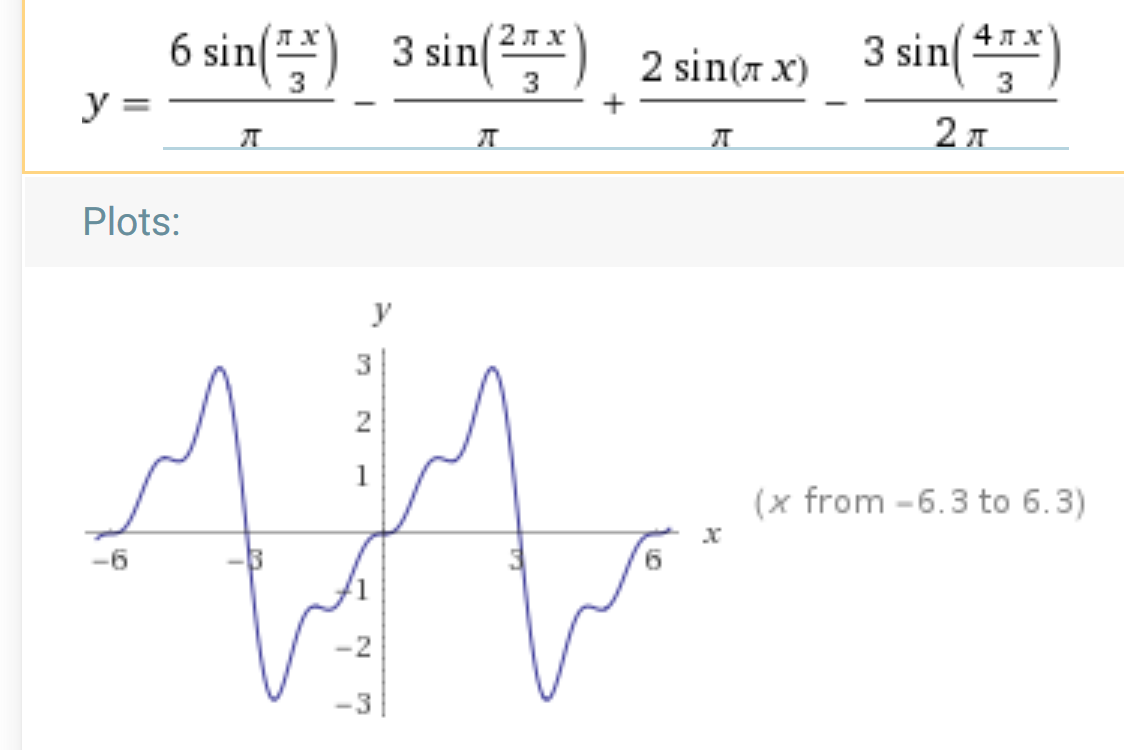 y = 6 sin(π x/3)/π − 3 sin(2 π x/3)/π + 2 sin(π x)/π − 3 sin(4 π x/3)/2 π
Plots:
y
3
2
1
(x from −6.3 to 6.3)
x
−6 −3 3 6
−1
−2
−3